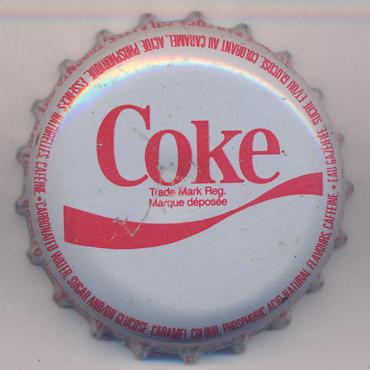 Coke
Trade Mark Reg.
Marque déposée
• EAU GAZÉIFIÉE, SUCRE ET/OU GLUCOSE, COLORANT AU CARAMEL, ACIDE PHOSPHORIQUE, ESSENCES NATURELLES, CAFÉINE
• CARBONATED WATER, SUGAR AND/OR GLUCOSE, CARAMEL COLOUR, PHOSPHORIC ACID, NATURAL FLAVOURS, CAFFEINE